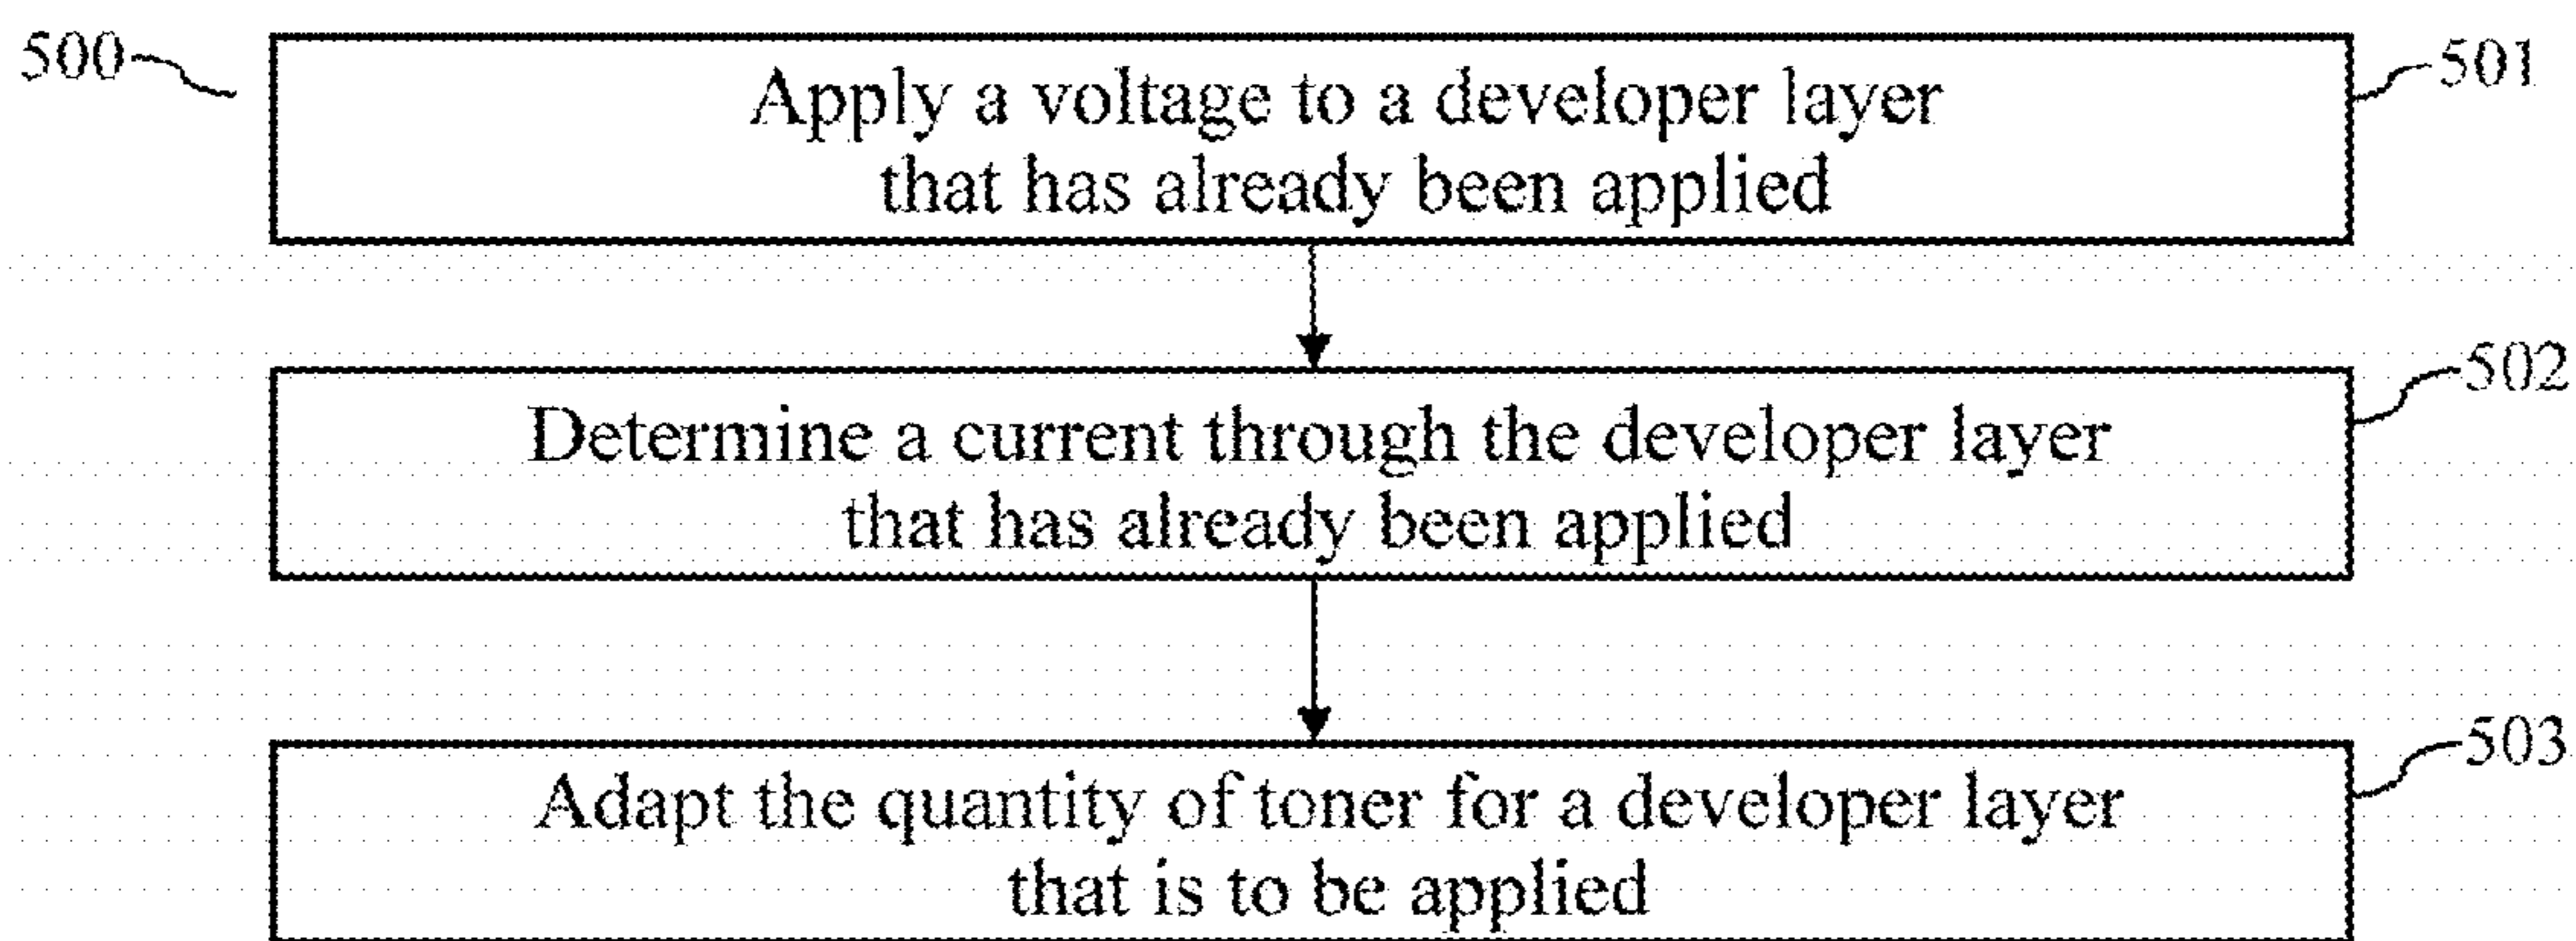 500
Apply a voltage to a developer layer
that has already been applied
501
Determine a current through the developer layer
that has already been applied
502
Adapt the quantity of toner for a developer layer
that is to be applied
503